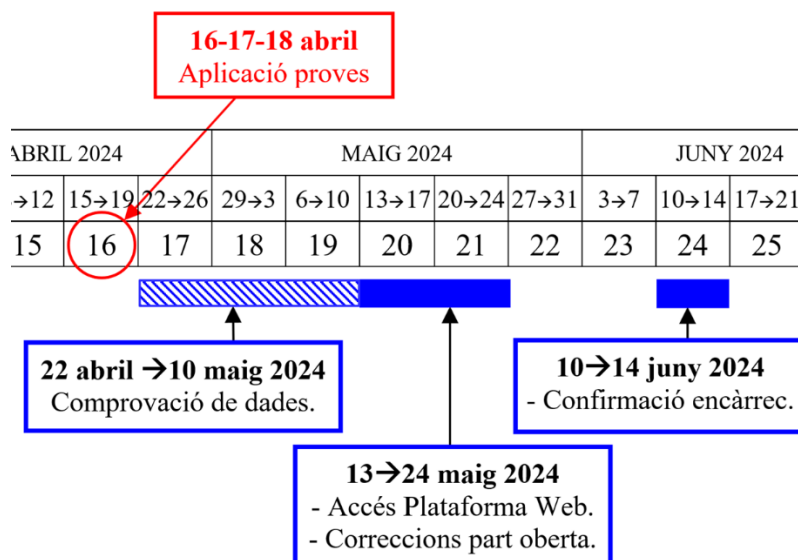 16-17-18 abril
Aplicació proves
ABRIL 2024 MAIG 2024 JUNY 2024
→12 15→19 22→26 29→3 6→10 13→17 20→24 27→31 3→7 10→14 17→21
15 16 17 18 19 20 21 22 23 24 25
22 abril →10 maig 2024
Comprovació de dades.
10→14 juny 2024
- Confirmació encàrrec.
13→24 maig 2024
- Accés Plataforma Web.
- Correccions part oberta.